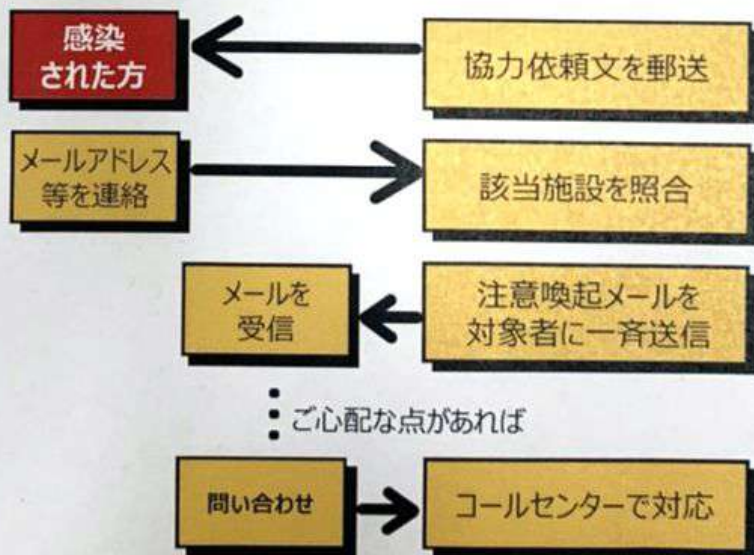 感染
された方
協力依頼文を郵送
メールアドレス
等を連絡
該当施設を照合
メールを
受信
注意喚起メールを
対象者に一斉送信
ご心配な点があれば
問い合わせ
コールセンターで対応